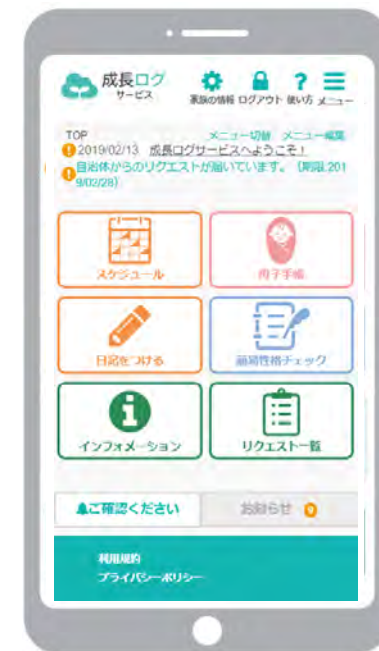 成長ログ
サービス
家族の情報 ログアウト 使い方 メニュー
TOP メニュー切替 メニュー編集
2019/02/13 成長ログサービスへようこそ！
自治体からのリクエストが届いています。（期限:201
9/02/28）
スケジュール 母子手帳
日記をつける 簡易性格チェック
インフォメーション リクエスト一覧
ご確認ください お知らせ
利用規約
プライバシーポリシー